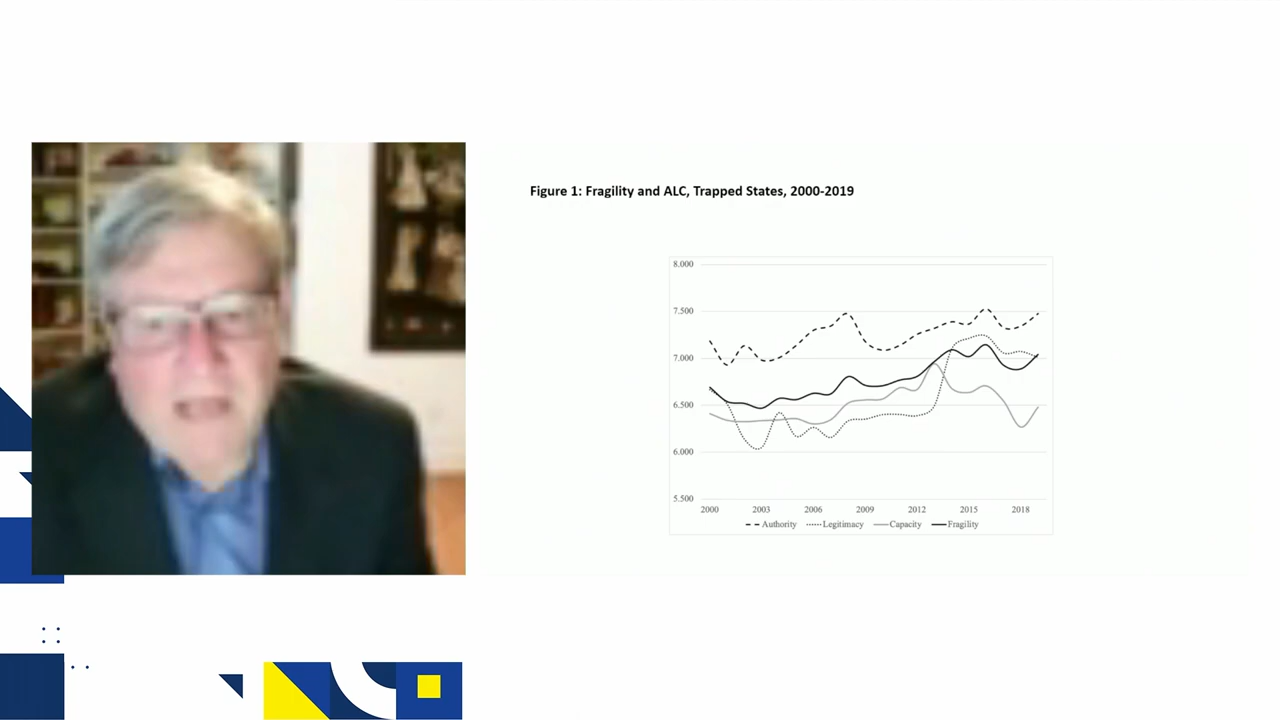 Figure 1: Fragility and ALC, Trapped States, 2000-2019
8.000
7.500
7.000
6.500
6.000
5.500
2000 2003 2006 2009 2012 2015 2018
Authority Legitimacy Capacity Fragility